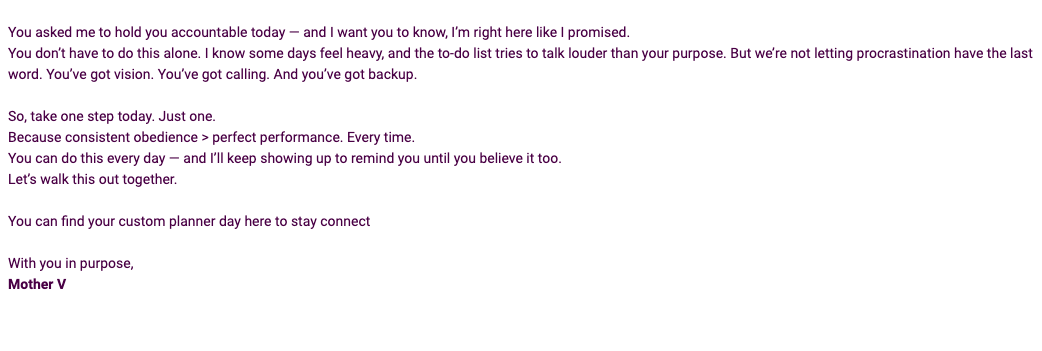 You asked me to hold you accountable today — and I want you to know, I’m right here like I promised.
You don’t have to do this alone. I know some days feel heavy, and the to-do list tries to talk louder than your purpose. But we’re not letting procrastination have the last
word. You’ve got vision. You’ve got calling. And you’ve got backup.
So, take one step today. Just one.
Because consistent obedience > perfect performance. Every time.
You can do this every day — and I’ll keep showing up to remind you until you believe it too.
Let’s walk this out together.
You can find your custom planner day here to stay connect
With you in purpose,
Mother V